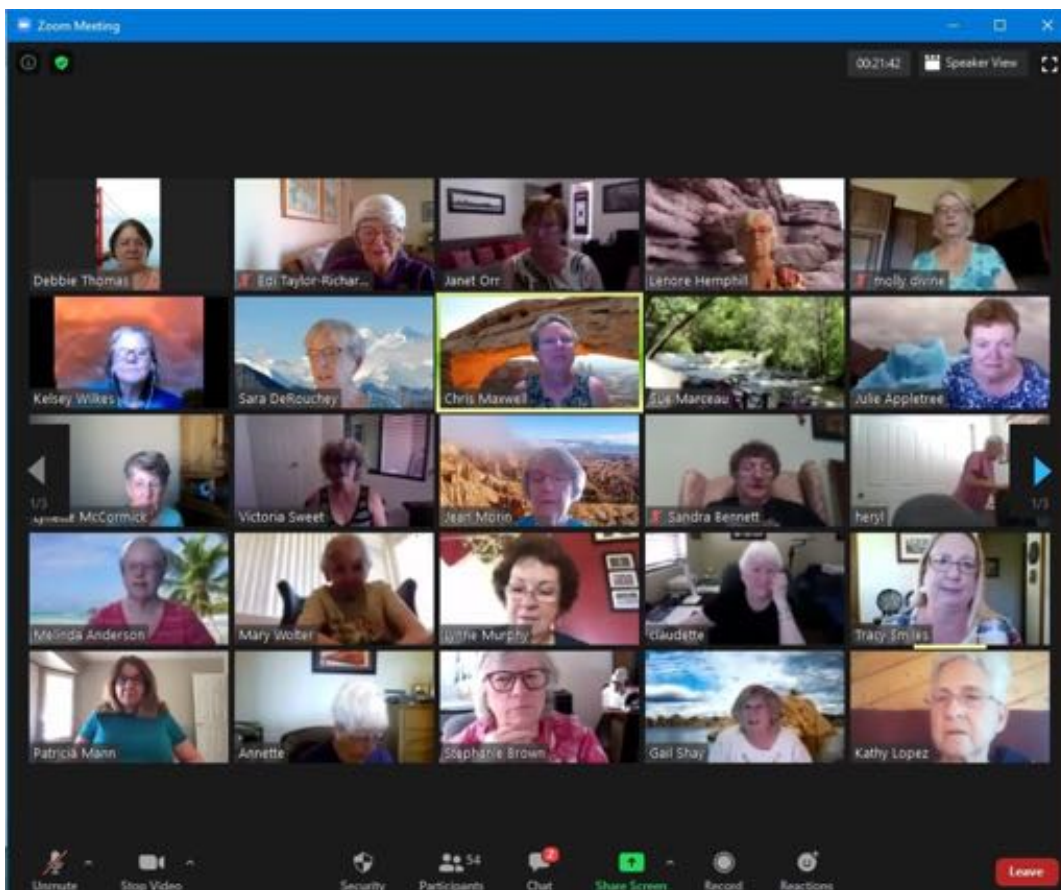 Zoom Meeting
00:21:42
Speaker View
Debbie Thomas
Edi Taylor-Richar...
Janet Orr
Lenore Hemphill
molly divine
Kelsey Wilkes
Sara DeRouchey
Chris Maxwell
Sue Marceau
Julie Appletree
1/3
McCormick
Victoria Sweet
Jean Morin
Sandra Bennett
heryl
1/3
Melinda Anderson
Mary Wolter
Lynne Murphy
claudette
Tracy Smiles
Patricia Mann
Annette
Stephanie Brown
Gail Shay
Kathy Lopez
Unmute
Stop Video
Security
Participants
54
Chat
2
Share Screen
Record
Reactions
Leave